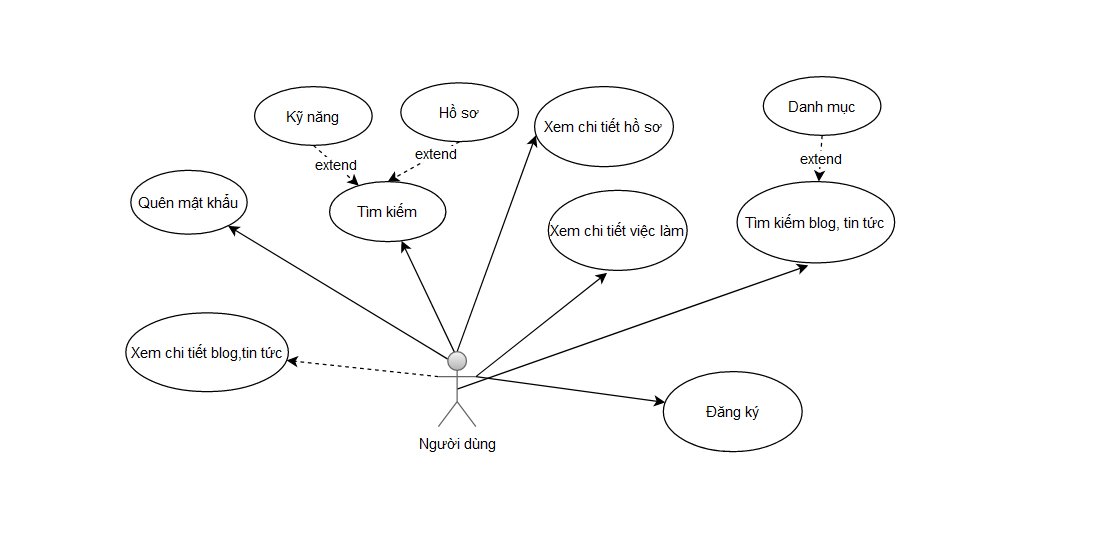 Kỹ năng
Hồ sơ
Xem chi tiết hồ sơ
Danh mục
extend
extend
extend
Quên mật khẩu
Tìm kiếm
Xem chi tiết việc làm
Tìm kiếm blog, tin tức
Xem chi tiết blog,tin tức
Đăng ký
Người dùng